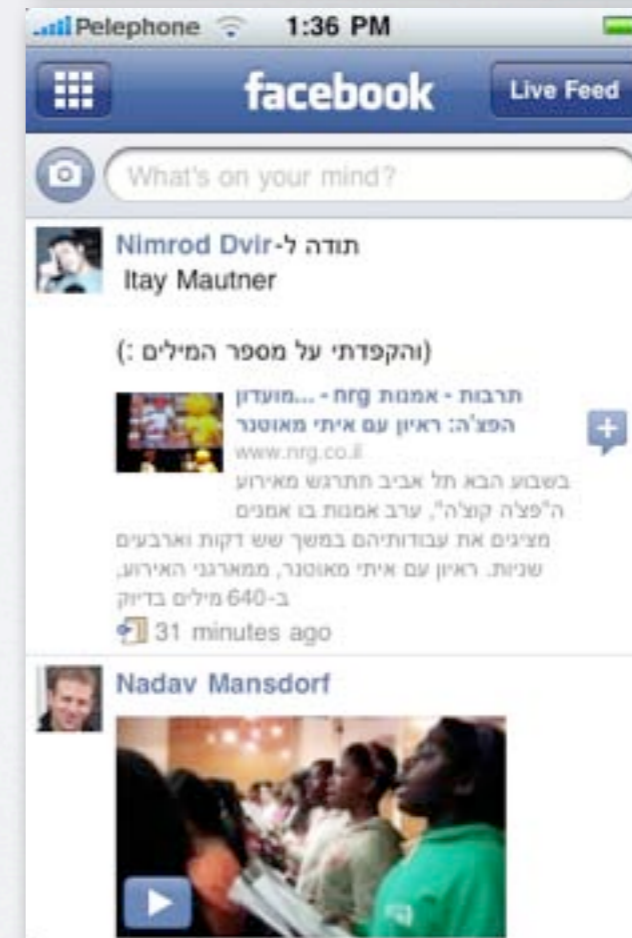 Pelephone 1:36 PM
facebook Live Feed
What's on your mind?
Nimrod Dvir תודה ל-
Itay Mautner
(והקפדתי על מספר המילים :)
תרבות - אמנות nrg - ...מועדון
הפצ'ה: ראיון עם איתי מאוטנר
www.nrg.co.il
בשבוע הבא תל אביב תתרגש מאירוע
ה"פצ'ה קוצ'ה", ערב אמנות בו אמנים
מציגים את עבודותיהם במשך שש דקות וארבעים
שניות. ראיון עם איתי מאוטנר, ממארגני האירוע,
ב-640 מילים בדיוק
31 minutes ago
Nadav Mansdorf